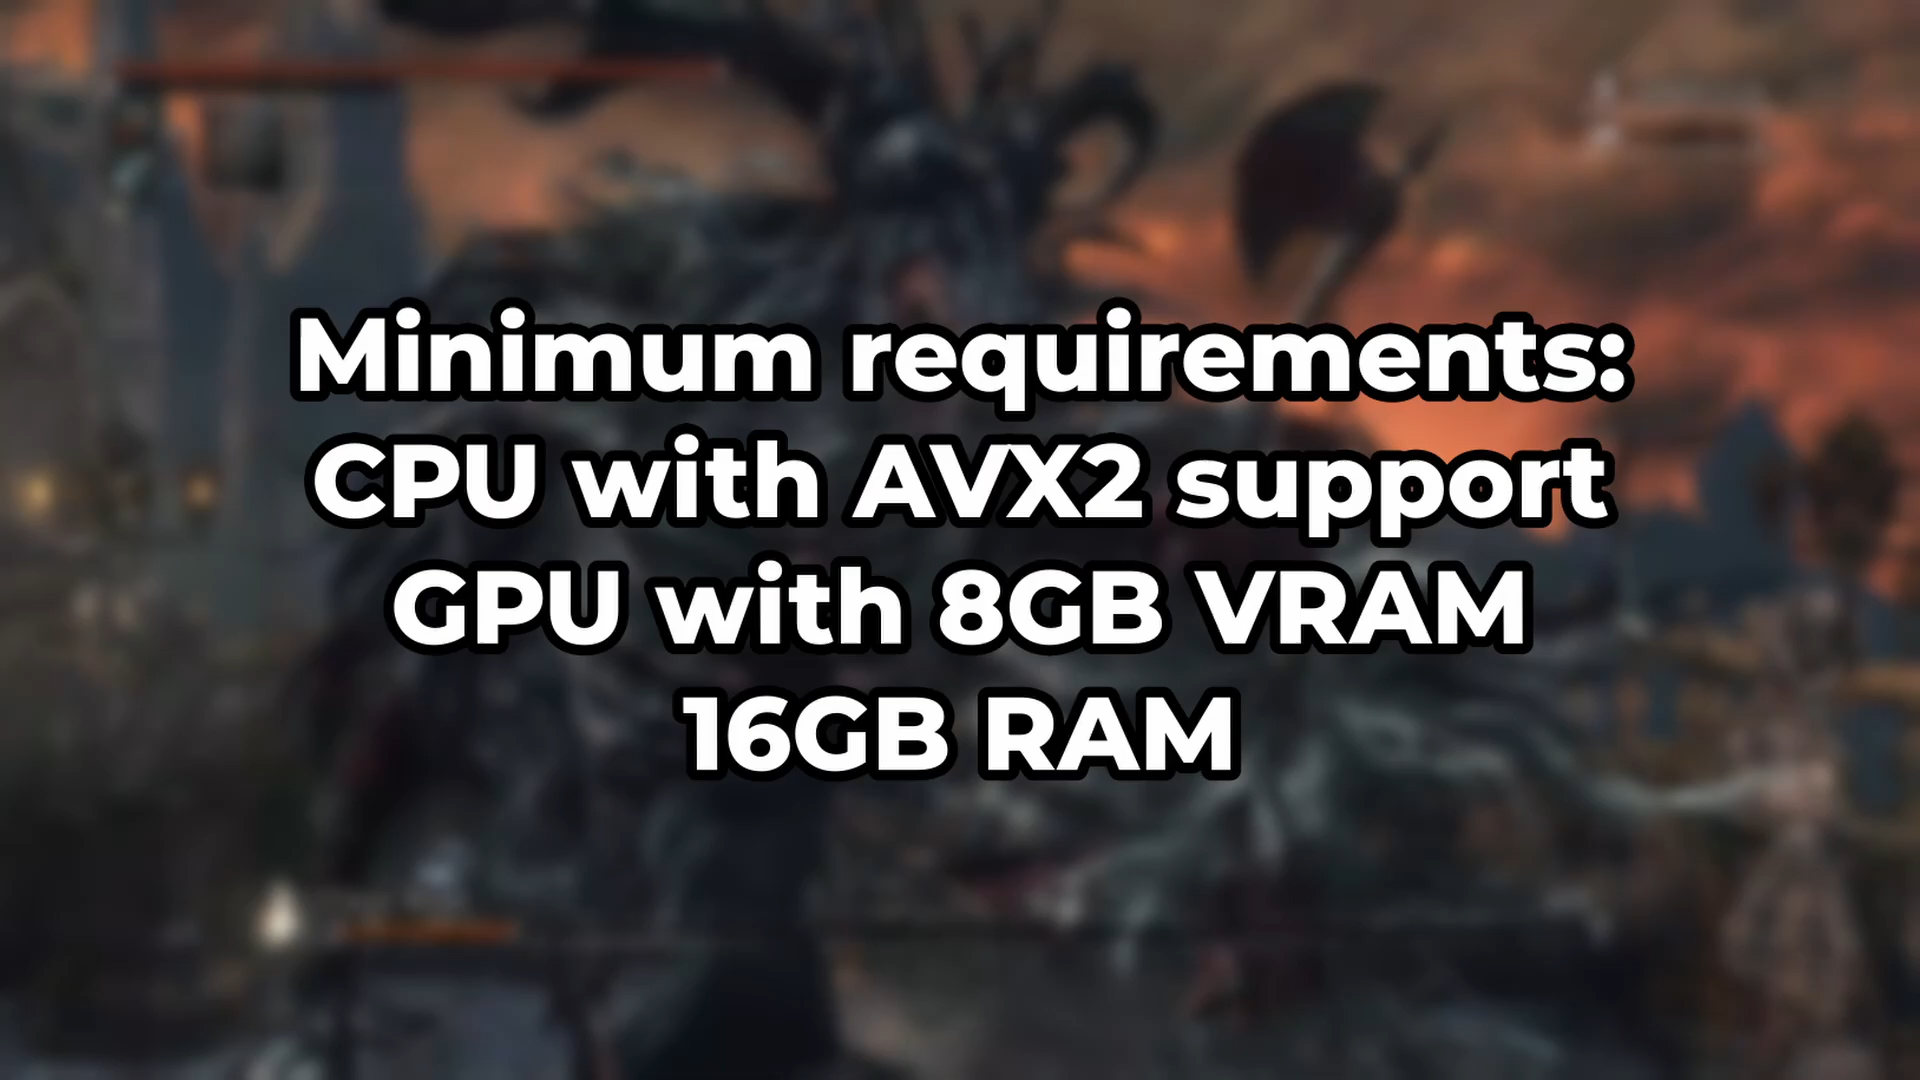 Minimum requirements:
CPU with AVX2 support
GPU with 8GB VRAM
16GB RAM